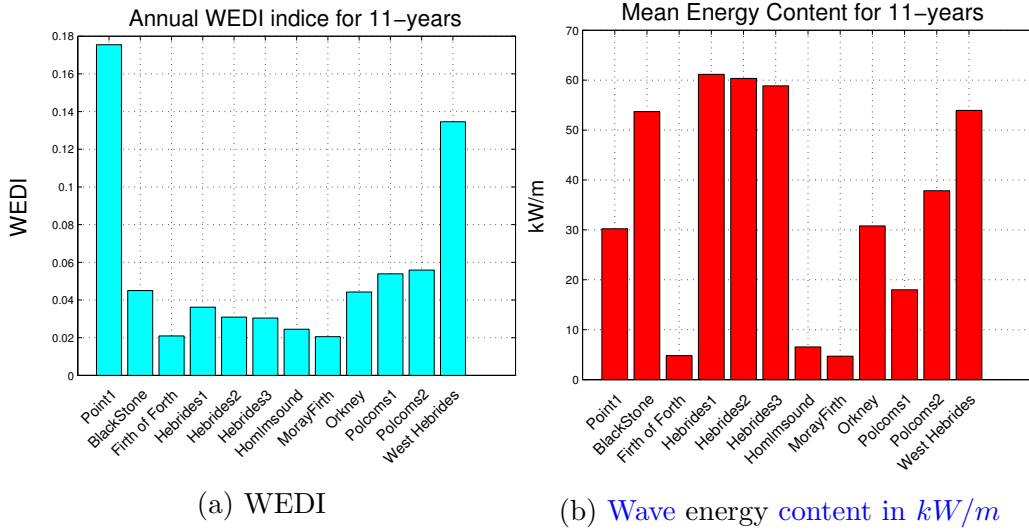 Annual WEDI indice for 11−years
WEDI
0.18
0.16
0.14
0.12
0.1
0.08
0.06
0.04
0.02
0
Point1
BlackStone
Firth of Forth
Hebrides1
Hebrides2
Hebrides3
Homlmsound
MorayFirth
Orkney
Polcoms1
Polcoms2
West Hebrides
(a) WEDI
Mean Energy Content for 11−years
kW/m
70
60
50
40
30
20
10
0
Point1
BlackStone
Firth of Forth
Hebrides1
Hebrides2
Hebrides3
Homlmsound
MorayFirth
Orkney
Polcoms1
Polcoms2
West Hebrides
(b) Wave energy content in kW/m